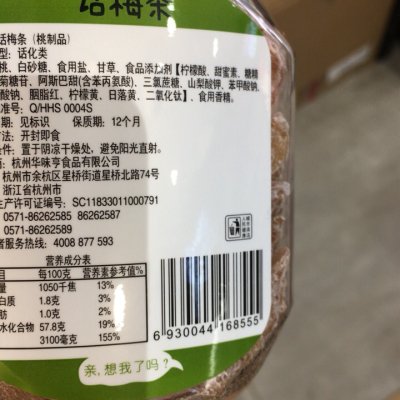 话梅条
话梅条（桃制品）
型：话化类
桃、白砂糖、食用盐、甘草、食品添加剂【柠檬酸、甜蜜素、糖精
菊糖苷、阿斯巴甜(含苯丙氨酸)、三氯蔗糖、山梨酸钾、苯甲酸钠、
酸钠、胭脂红、柠檬黄、日落黄、二氧化钛】、食用香精。
准号：Q/HHS 0004S
期：见标识 保质期：12个月
方法：开封即食
条件：置于阴凉干燥处，避免阳光直射。
：杭州华味亨食品有限公司
杭州市余杭区星桥街道星桥北路74号
浙江省杭州市
生产许可证编号：SC11833011000791
0571-86262585 86262587
0571-86262589
者服务热线：4008 877 593
营养成分表
目 每100克 营养素参考值%
量 1050千焦 13%
白质 1.8克 3%
肪 1.0克 2%
水化合物 57.8克 19%
3100毫克 155%
6 930044 168555
亲,想我了吗？